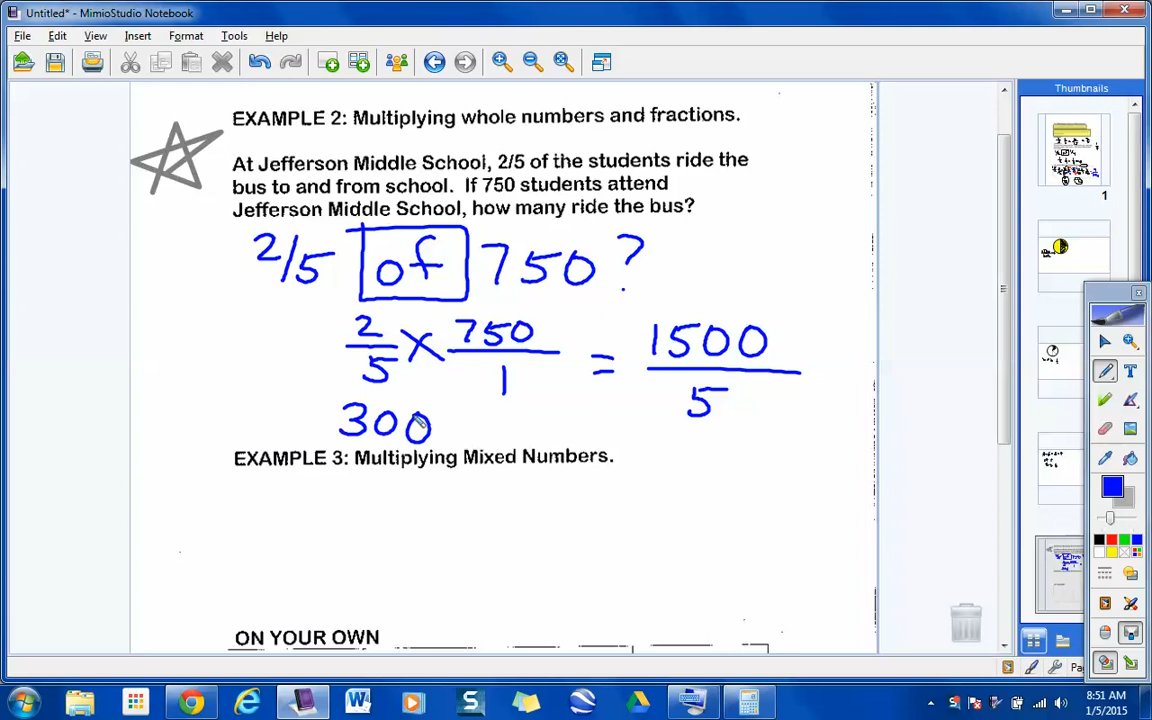 Untitled* - MimioStudio Notebook
File Edit View Insert Format Tools Help
EXAMPLE 2: Multiplying whole numbers and fractions.
At Jefferson Middle School, 2/5 of the students ride the
bus to and from school. If 750 students attend
Jefferson Middle School, how many ride the bus?
2/5 of 750?
2/5 × 750/1 = 1500/5
300
EXAMPLE 3: Multiplying Mixed Numbers.
ON YOUR OWN
Thumbnails
1
Pa
8:51 AM
1/5/2015